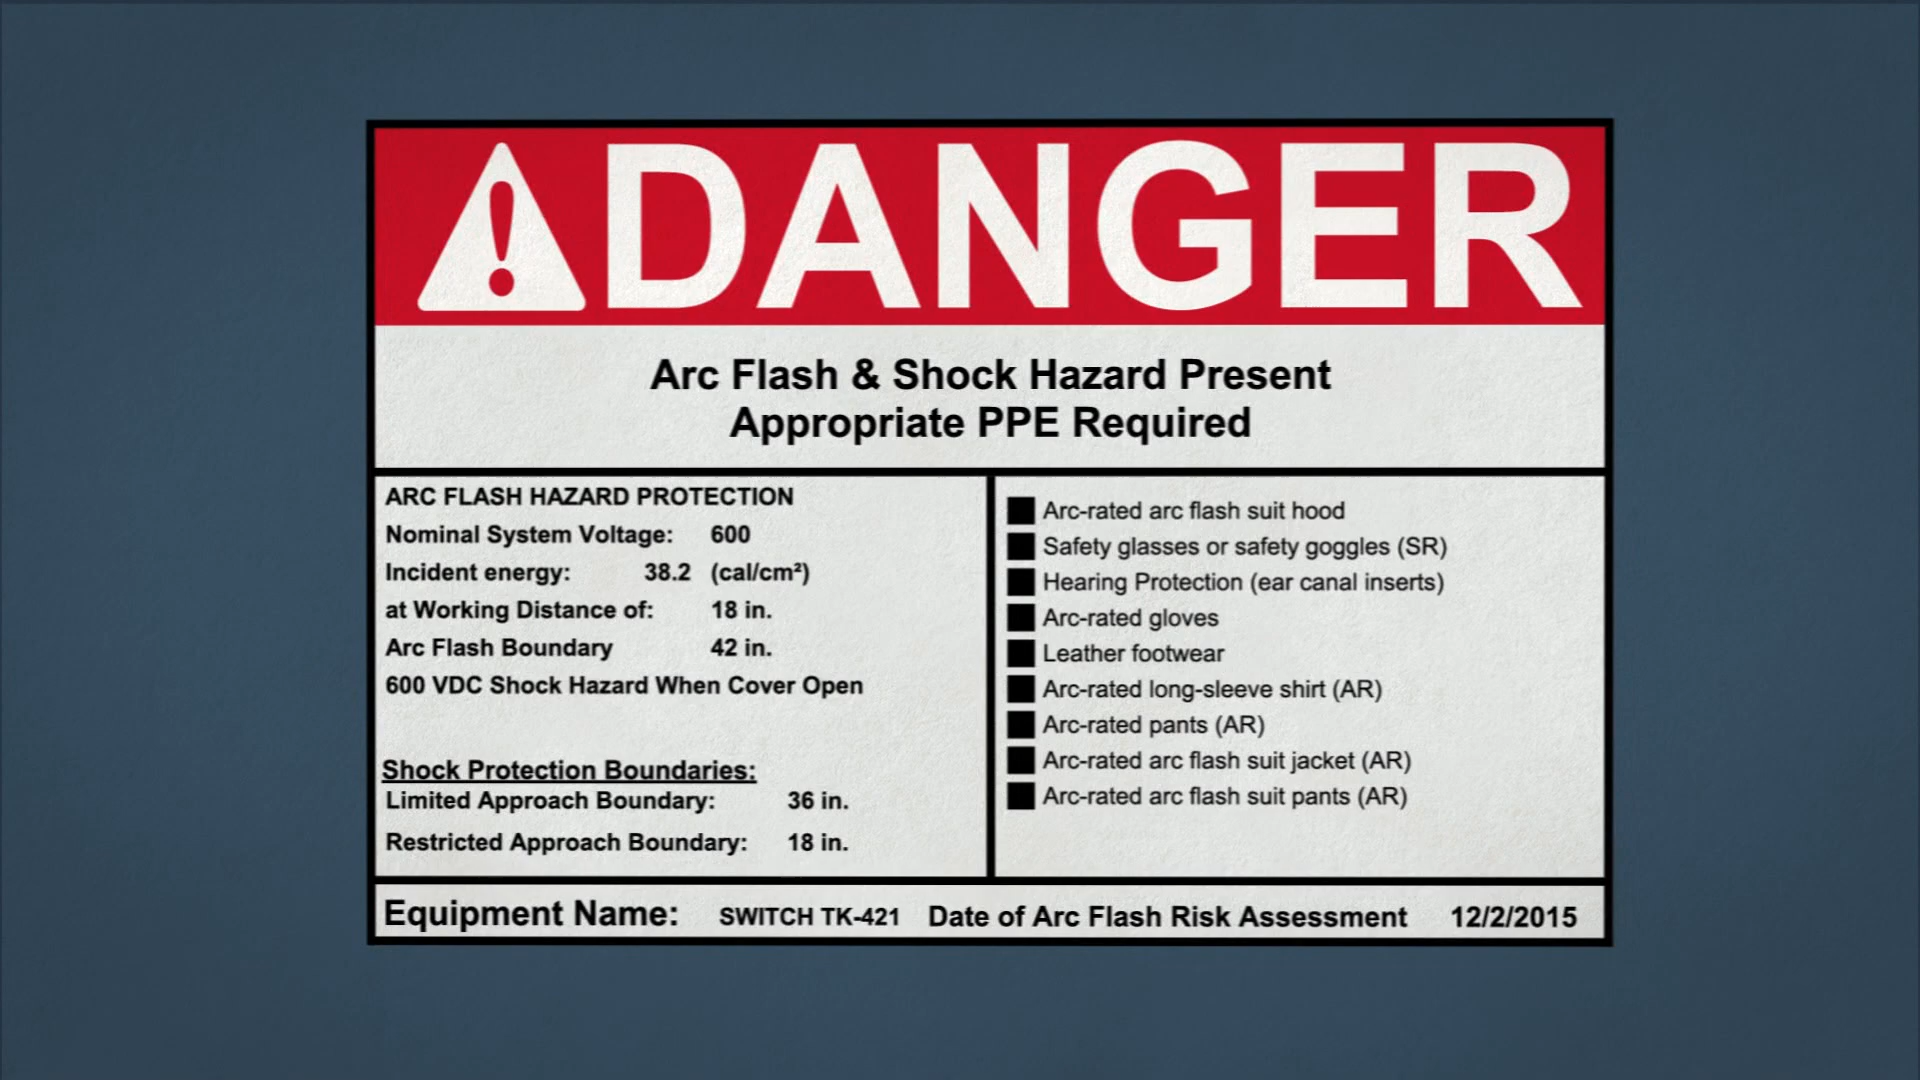 DANGER
Arc Flash & Shock Hazard Present
Appropriate PPE Required
ARC FLASH HAZARD PROTECTION
Nominal System Voltage: 600
Incident energy: 38.2 (cal/cm²)
at Working Distance of: 18 in.
Arc Flash Boundary 42 in.
600 VDC Shock Hazard When Cover Open
Shock Protection Boundaries:
Limited Approach Boundary: 36 in.
Restricted Approach Boundary: 18 in.
Arc-rated arc flash suit hood
Safety glasses or safety goggles (SR)
Hearing Protection (ear canal inserts)
Arc-rated gloves
Leather footwear
Arc-rated long-sleeve shirt (AR)
Arc-rated pants (AR)
Arc-rated arc flash suit jacket (AR)
Arc-rated arc flash suit pants (AR)
Equipment Name: SWITCH TK-421 Date of Arc Flash Risk Assessment 12/2/2015